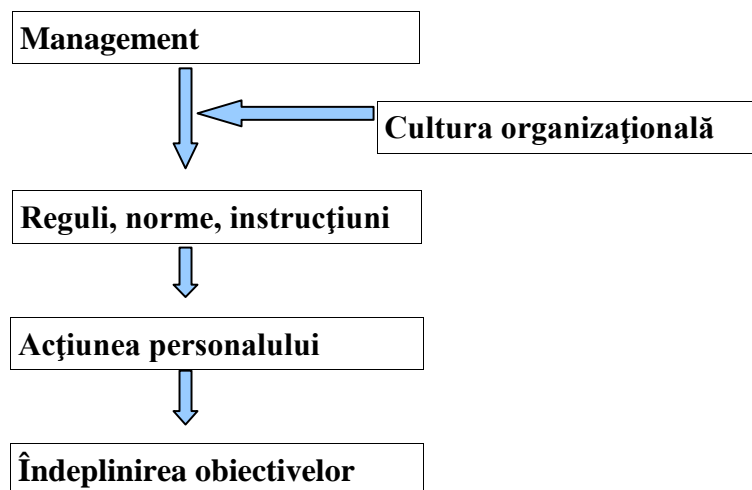 Management
Cultura organizaţională
Reguli, norme, instrucţiuni
Acţiunea personalului
Îndeplinirea obiectivelor